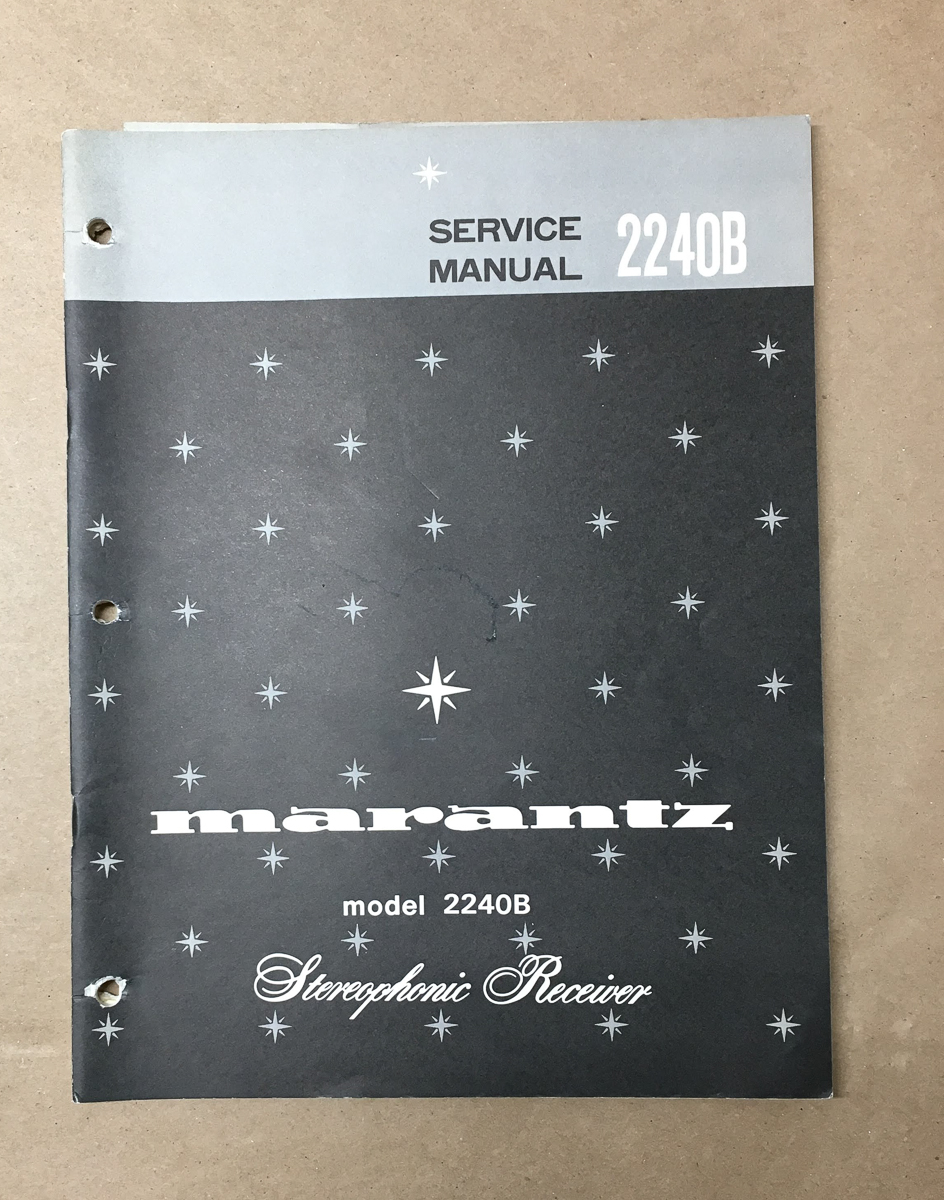 SERVICE
MANUAL 2240B
marantz
model 2240B
Stereophonic Receiver